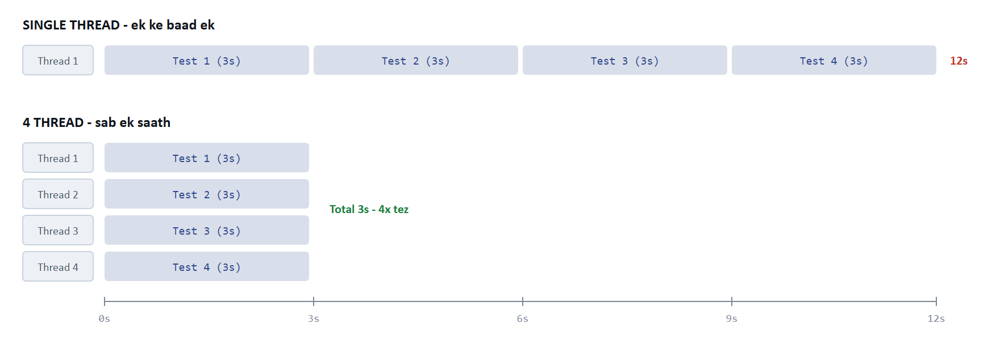 SINGLE THREAD - ek ke baad ek
Thread 1 Test 1 (3s) Test 2 (3s) Test 3 (3s) Test 4 (3s) 12s
4 THREAD - sab ek saath
Thread 1 Test 1 (3s)
Thread 2 Test 2 (3s)
Total 3s - 4x tez
Thread 3 Test 3 (3s)
Thread 4 Test 4 (3s)
0s 3s 6s 9s 12s